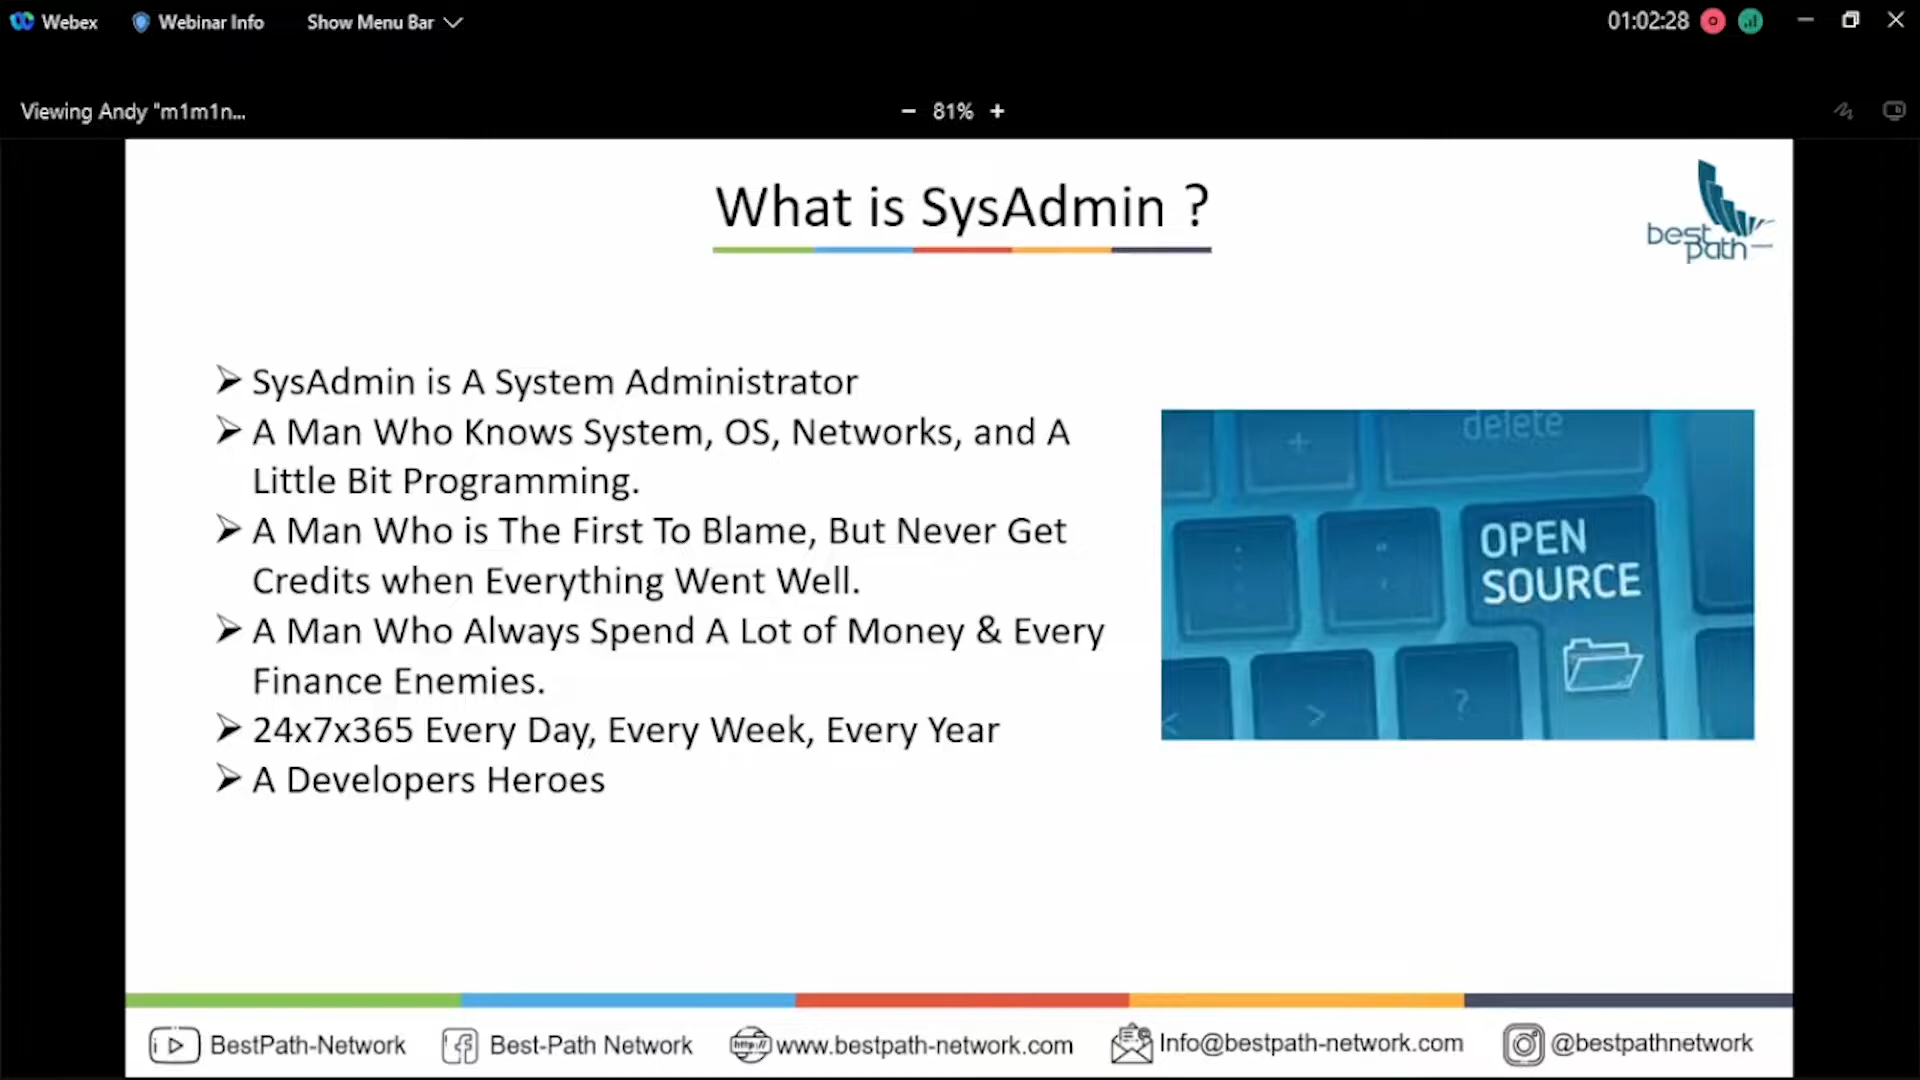 Webex
Webinar Info
Show Menu Bar
01:02:28
Viewing Andy "m1m1n...
− 81% +
What is SysAdmin ?
best
path
SysAdmin is A System Administrator
A Man Who Knows System, OS, Networks, and A
Little Bit Programming.
A Man Who is The First To Blame, But Never Get
Credits when Everything Went Well.
A Man Who Always Spend A Lot of Money & Every
Finance Enemies.
24x7x365 Every Day, Every Week, Every Year
A Developers Heroes
+
delete
OPEN
SOURCE
<
>
?
BestPath-Network
Best-Path Network
http://
www.bestpath-network.com
Info@bestpath-network.com
@bestpathnetwork